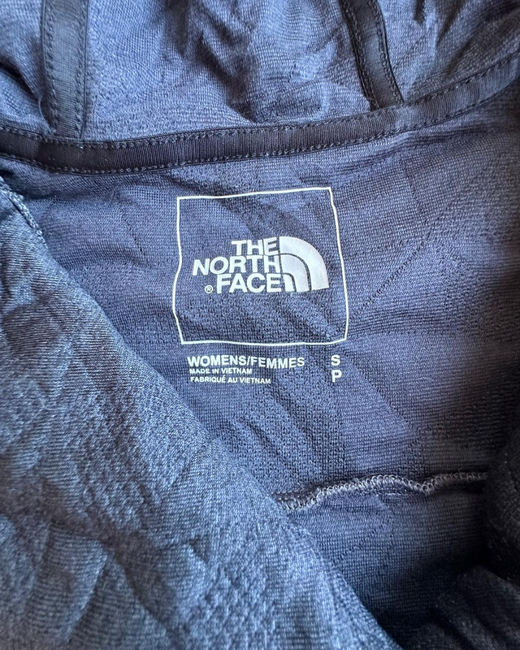 THE
NORTH
® FACE
WOMENS/FEMMES S
MADE IN VIETNAM
FABRIQUÉ AU VIETNAM P